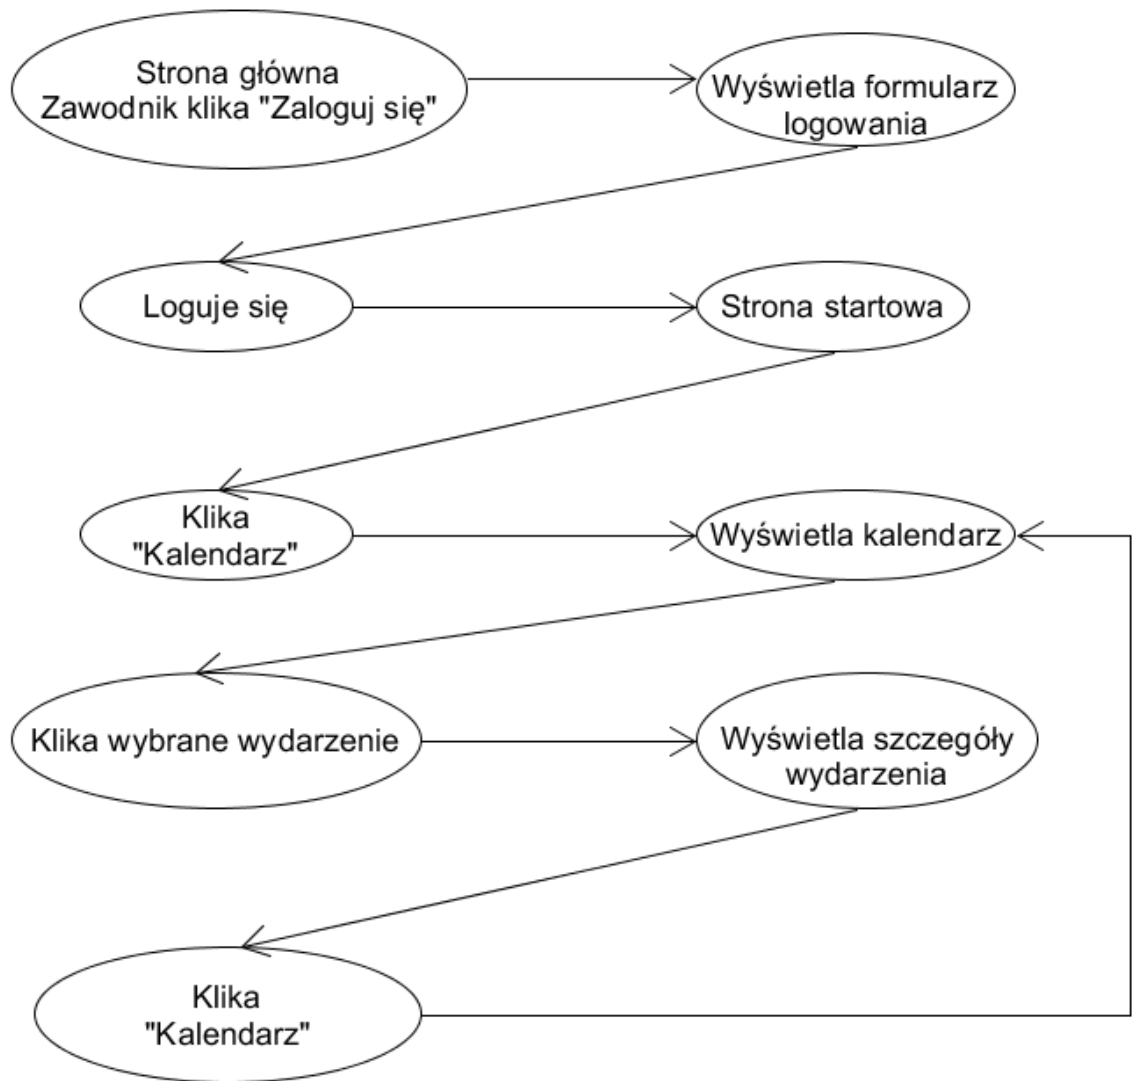 Strona główna
Zawodnik klika "Zaloguj się"
Wyświetla formularz
logowania
Loguje się
Strona startowa
Klika
"Kalendarz"
Wyświetla kalendarz
Klika wybrane wydarzenie
Wyświetla szczegóły
wydarzenia
Klika
"Kalendarz"